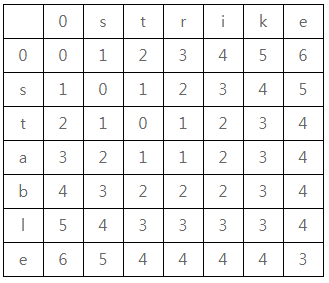 0 s t r i k e
0 0 1 2 3 4 5 6
s 1 0 1 2 3 4 5
t 2 1 0 1 2 3 4
a 3 2 1 1 2 3 4
b 4 3 2 2 2 3 4
l 5 4 3 3 3 3 4
e 6 5 4 4 4 4 3